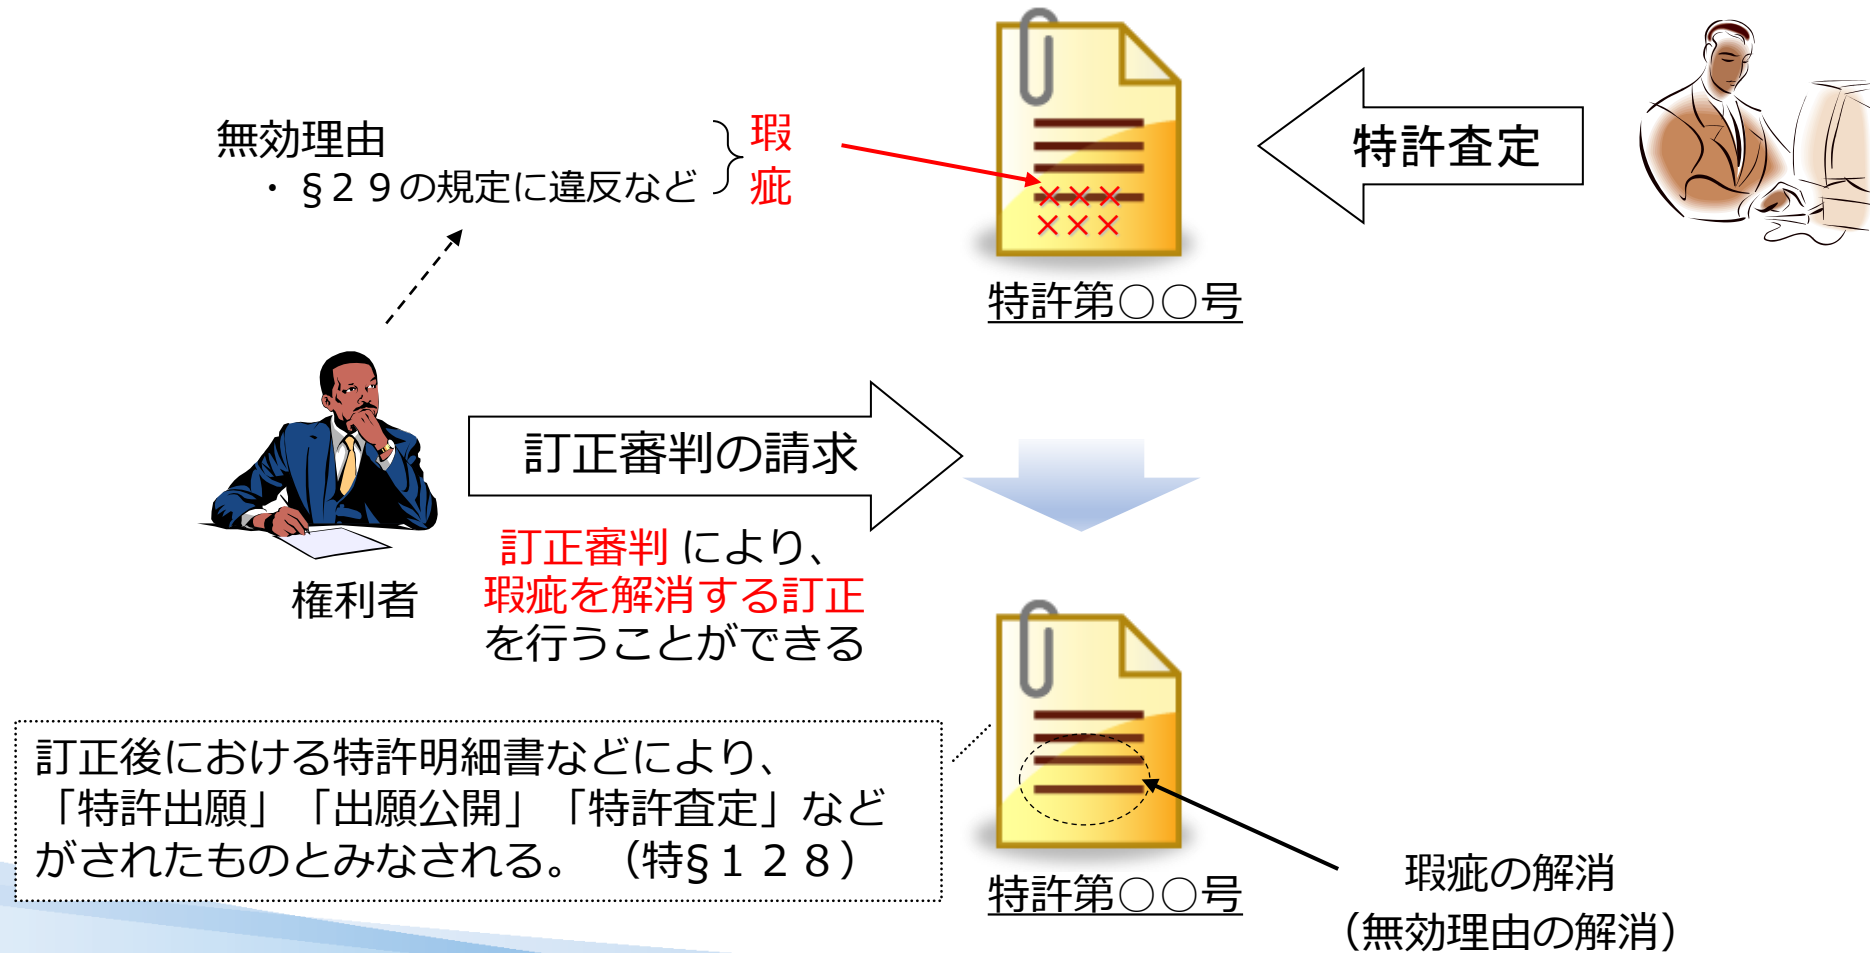 無効理由
・§２９の規定に違反など
瑕
疵
×××
×××
特許査定
特許第○○号
訂正審判の請求
権利者
訂正審判により、
瑕疵を解消する訂正
を行うことができる
訂正後における特許明細書などにより、
「特許出願」「出願公開」「特許査定」など
がされたものとみなされる。（特§１２８）
特許第○○号
瑕疵の解消
（無効理由の解消）